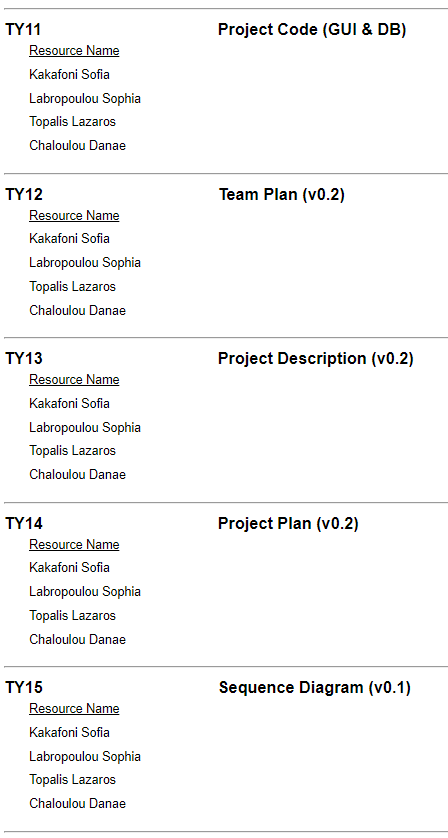 TY11 Project Code (GUI & DB)
Resource Name
Kakafoni Sofia
Labropoulou Sophia
Topalis Lazaros
Chaloulou Danae
TY12 Team Plan (v0.2)
Resource Name
Kakafoni Sofia
Labropoulou Sophia
Topalis Lazaros
Chaloulou Danae
TY13 Project Description (v0.2)
Resource Name
Kakafoni Sofia
Labropoulou Sophia
Topalis Lazaros
Chaloulou Danae
TY14 Project Plan (v0.2)
Resource Name
Kakafoni Sofia
Labropoulou Sophia
Topalis Lazaros
Chaloulou Danae
TY15 Sequence Diagram (v0.1)
Resource Name
Kakafoni Sofia
Labropoulou Sophia
Topalis Lazaros
Chaloulou Danae